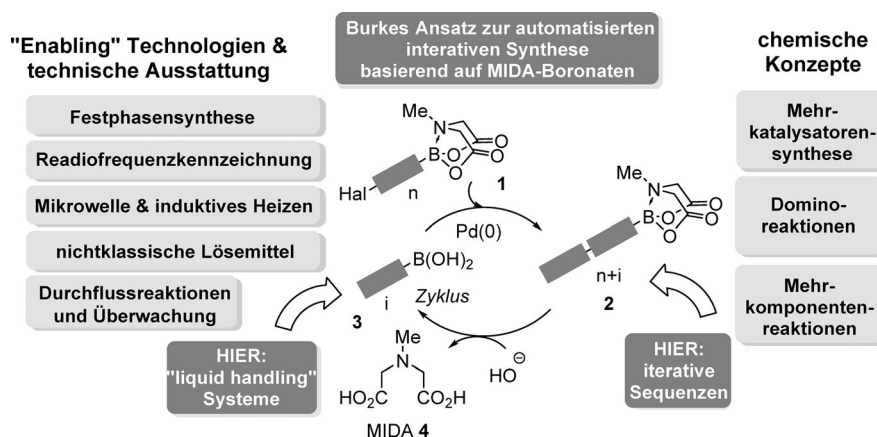 "Enabling" Technologien &
technische Ausstattung
Festphasensynthese
Readiofrequenzkennzeichnung
Mikrowelle & induktives Heizen
nichtklassische Lösemittel
Durchflussreaktionen
und Überwachung
HIER:
"liquid handling"
Systeme
Burkes Ansatz zur automatisierten
interativen Synthese
basierend auf MIDA-Boronaten
Me
N
O
B
O
O
O
Hal
n
1
Pd(0)
B(OH)2
i
3
Zyklus
Me
N
O
B
O
O
O
n+i
2
HO⊖
Me
N
HO2C
CO2H
MIDA 4
chemische
Konzepte
Mehr-
katalysatoren-
synthese
Domino-
reaktionen
Mehr-
komponenten-
reaktionen
HIER:
iterative
Sequenzen